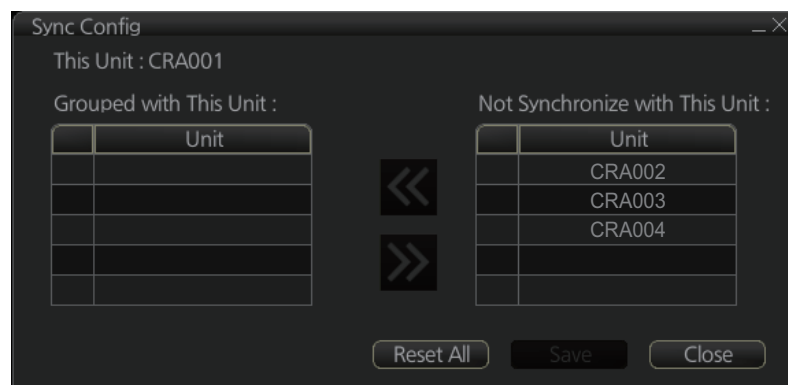 Sync Config
This Unit : CRA001
Grouped with This Unit :
Not Synchronize with This Unit :
Unit
Unit
CRA002
CRA003
CRA004
Reset All
Save
Close